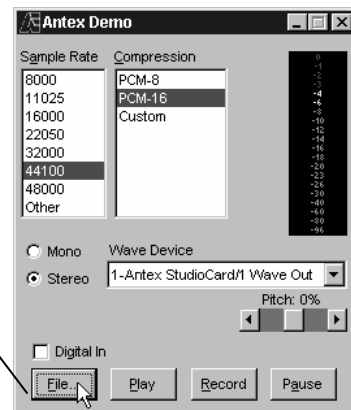 Antex Demo
Sample Rate
8000
11025
16000
22050
32000
44100
48000
Other
Compression
PCM-8
PCM-16
Custom
0
-1
-2
-3
-4
-6
-8
-10
-12
-14
-16
-18
-20
-23
-26
-30
-40
-60
-80
-96
Mono
Stereo
Wave Device
1-Antex StudioCard/1 Wave Out
Pitch: 0%
Digital In
File...
Play
Record
Pause